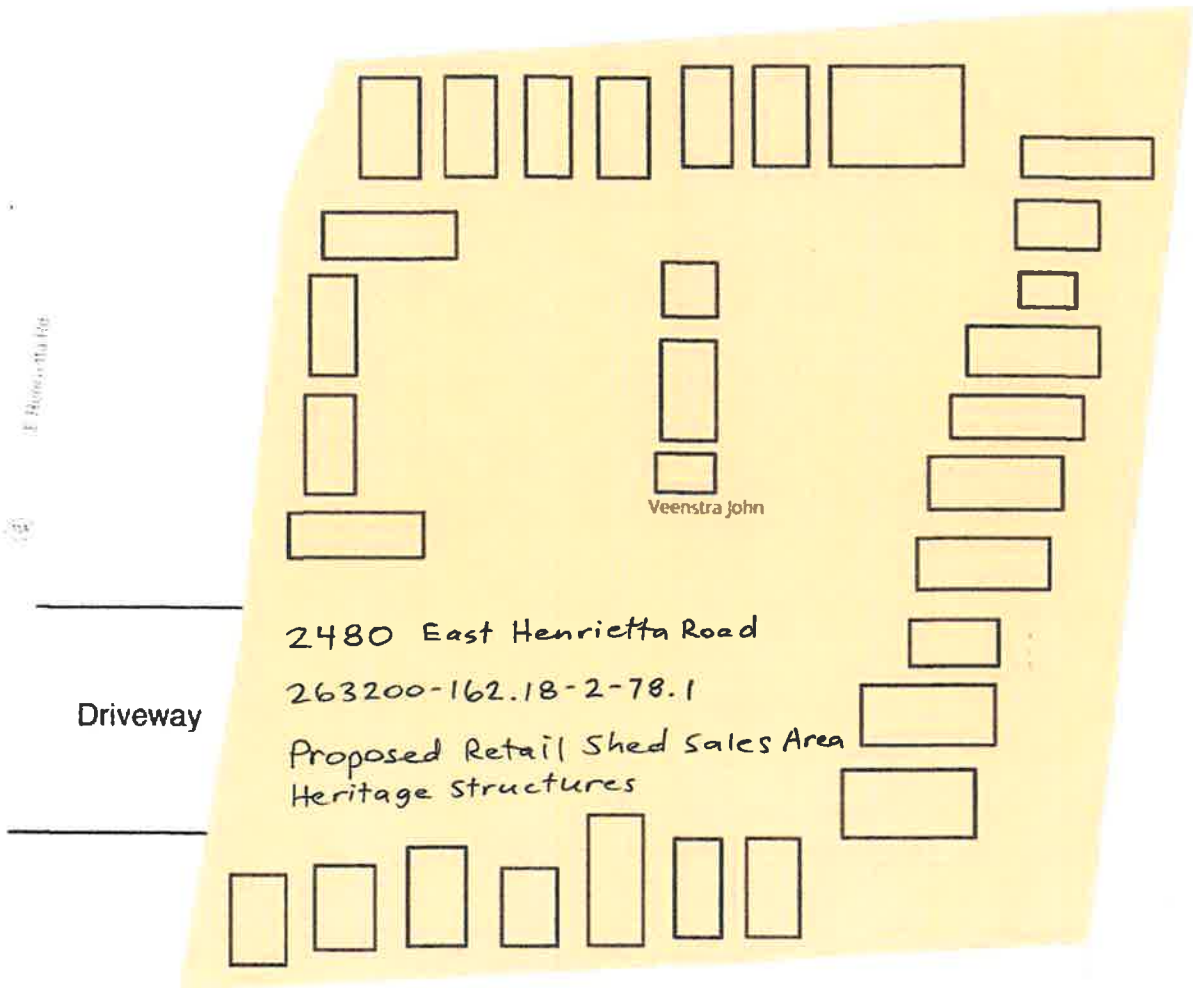 Veenstra John
2480 East Henrietta Road
263200-162.18-2-78.1
Driveway
Proposed Retail Shed Sales Area
Heritage Structures